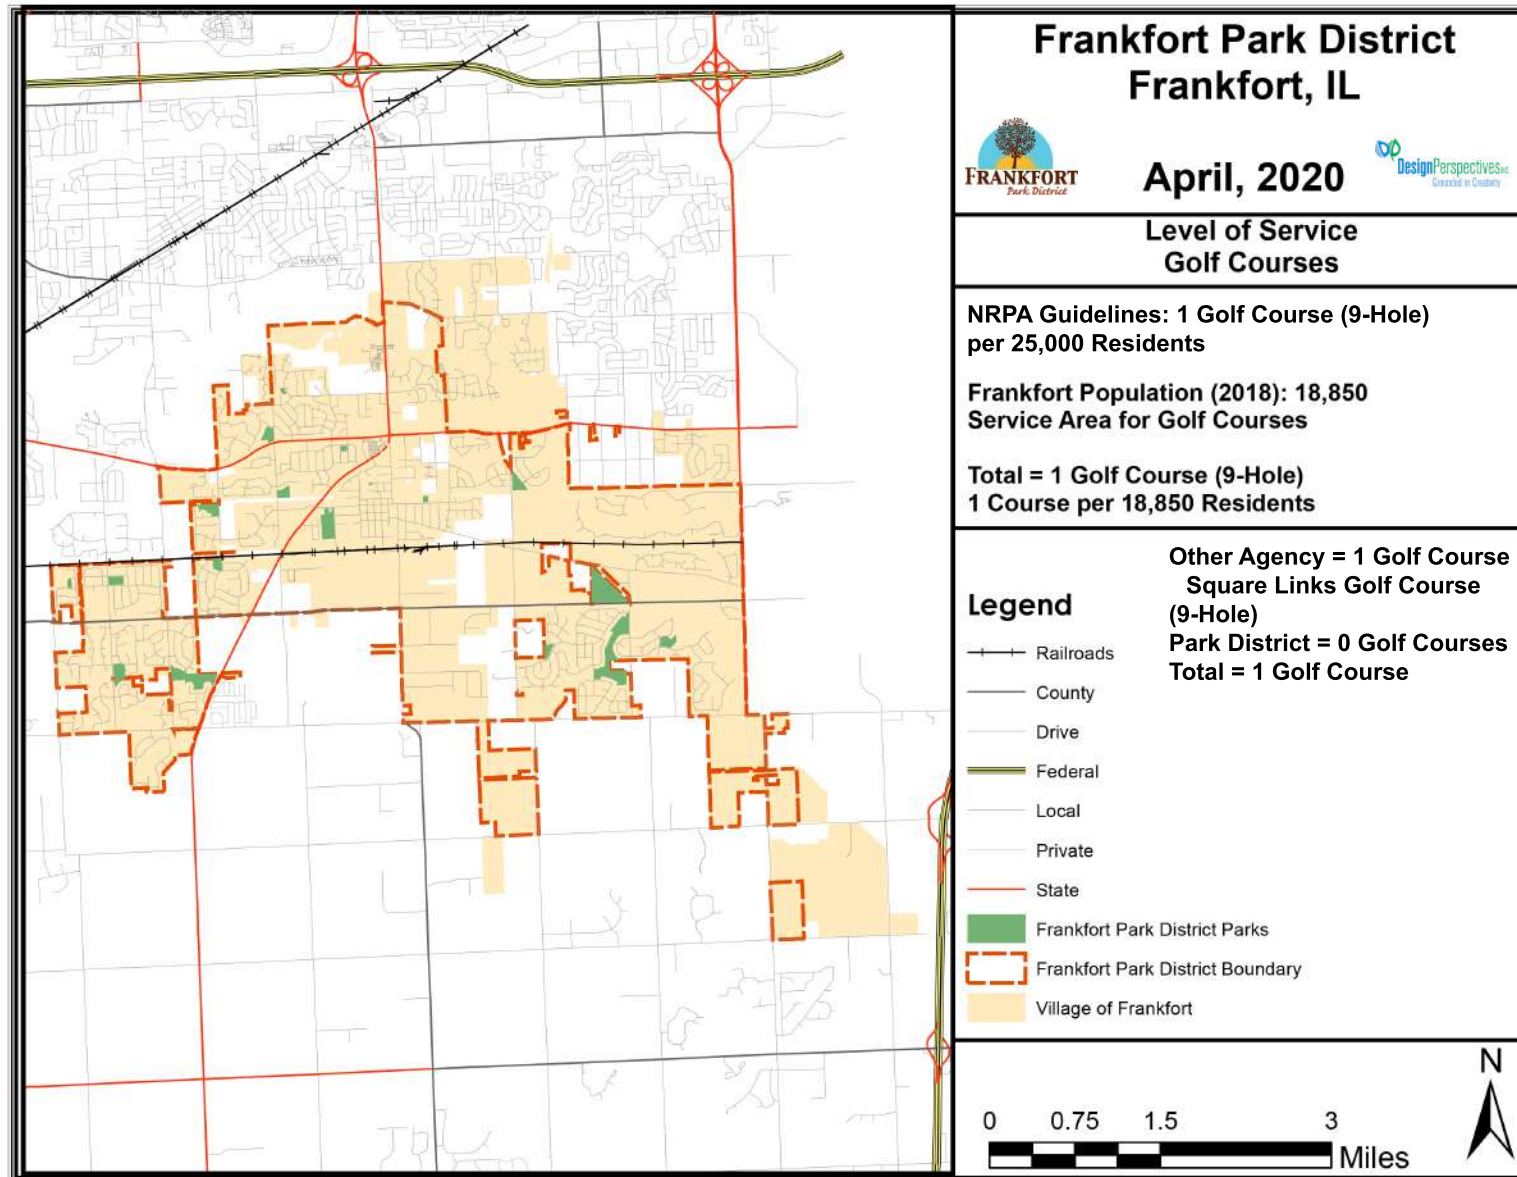 Frankfort Park District
Frankfort, IL
FRANKFORT
Park District
April, 2020
DesignPerspectives INC.
Grounded in Creativity
Level of Service
Golf Courses
NRPA Guidelines: 1 Golf Course (9-Hole)
per 25,000 Residents
Frankfort Population (2018): 18,850
Service Area for Golf Courses
Total = 1 Golf Course (9-Hole)
1 Course per 18,850 Residents
Other Agency = 1 Golf Course
Square Links Golf Course
(9-Hole)
Park District = 0 Golf Courses
Total = 1 Golf Course
Legend
Railroads
County
Drive
Federal
Local
Private
State
Frankfort Park District Parks
Frankfort Park District Boundary
Village of Frankfort
N
0 0.75 1.5 3
Miles